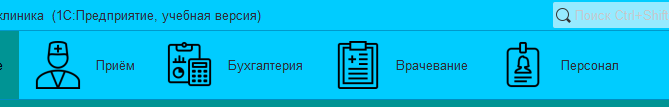 клиника (1С:Предприятие, учебная версия)
Поиск Ctrl+Shift
е Приём Бухгалтерия Врачевание Персонал